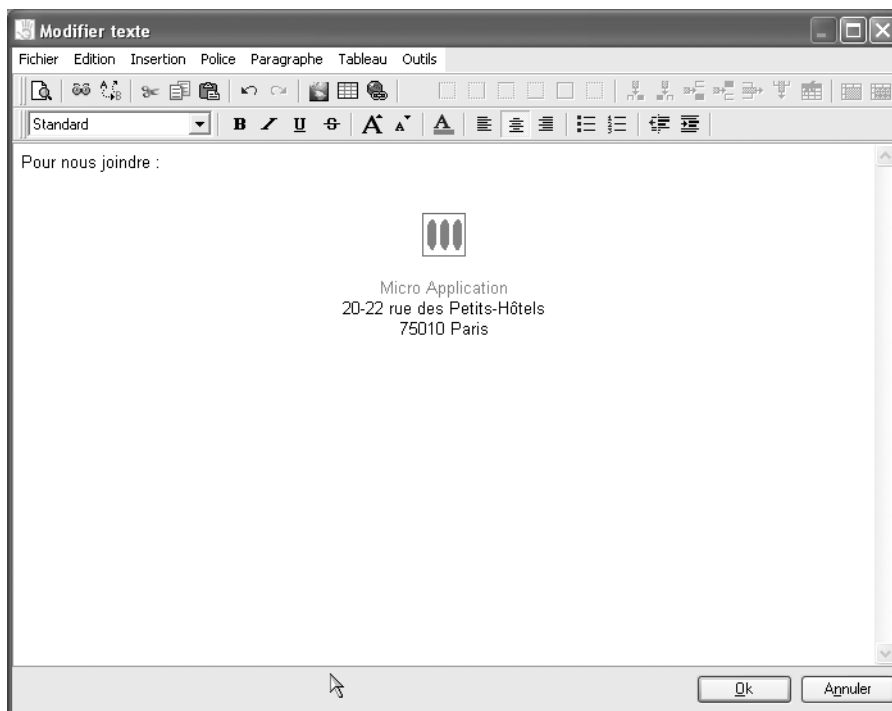 Modifier texte
Fichier Edition Insertion Police Paragraphe Tableau Outils
Standard B I U S A A A
Pour nous joindre :
Micro Application
20-22 rue des Petits-Hôtels
75010 Paris
Ok Annuler